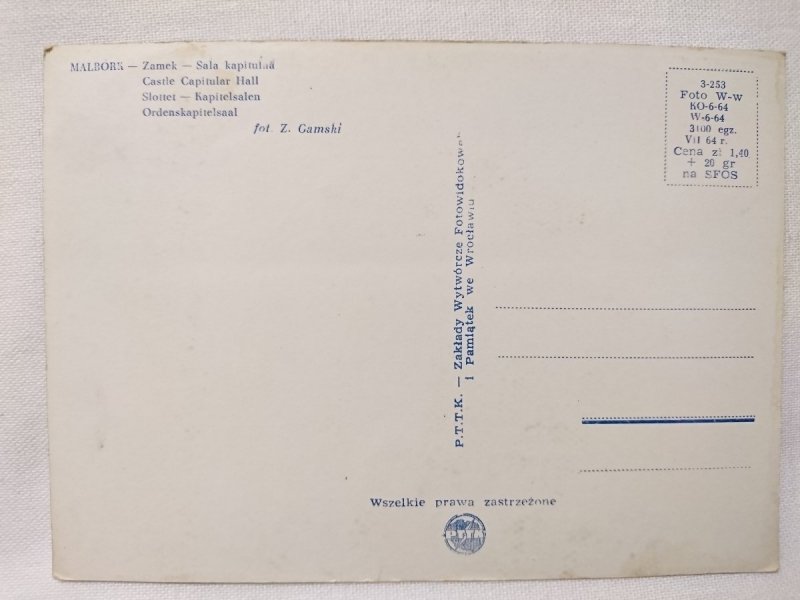 MALBORK — Zamek — Sala kapitulna
Castle Capitular Hall
Slottet — Kapitelsalen
Ordenskapitelsaal
fot. Z. Gamski
3-253
Foto W-w
KO-6-64
W-6-64
3100 egz.
VII 64 r.
Cena zł 1,40
+ 20 gr
na SFOS
P.T.T.K. — Zakłady Wytwórcze Fotowidokówek
i Pamiątek we Wrocławiu
Wszelkie prawa zastrzeżone
PTTK